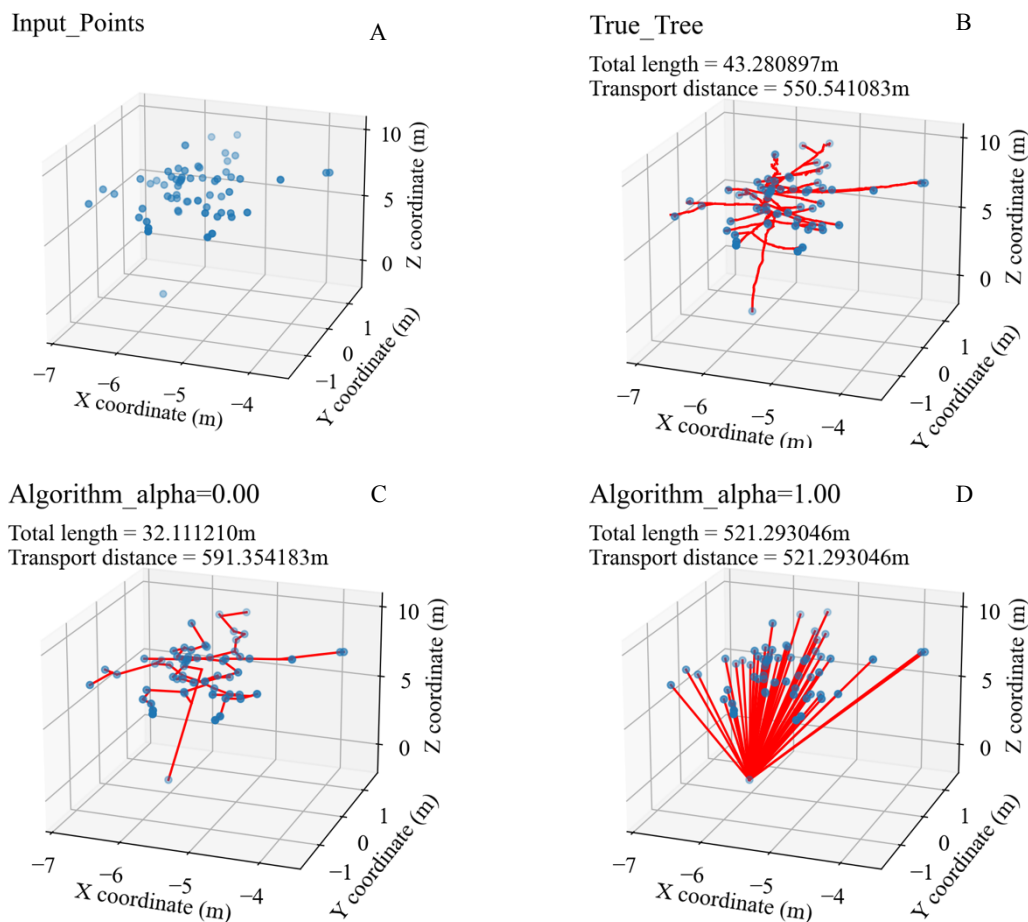 Input_Points
A
10
5
0
Z coordinate (m)
1
0
−1
Y coordinate (m)
−7
−6
−5
−4
X coordinate (m)
True_Tree
B
Total length = 43.280897m
Transport distance = 550.541083m
10
5
0
Z coordinate (m)
1
0
−1
Y coordinate (m)
−7
−6
−5
−4
X coordinate (m)
Algorithm_alpha=0.00
C
Total length = 32.111210m
Transport distance = 591.354183m
10
5
0
Z coordinate (m)
1
0
−1
Y coordinate (m)
−7
−6
−5
−4
X coordinate (m)
Algorithm_alpha=1.00
D
Total length = 521.293046m
Transport distance = 521.293046m
10
5
0
Z coordinate (m)
1
0
−1
Y coordinate (m)
−7
−6
−5
−4
X coordinate (m)